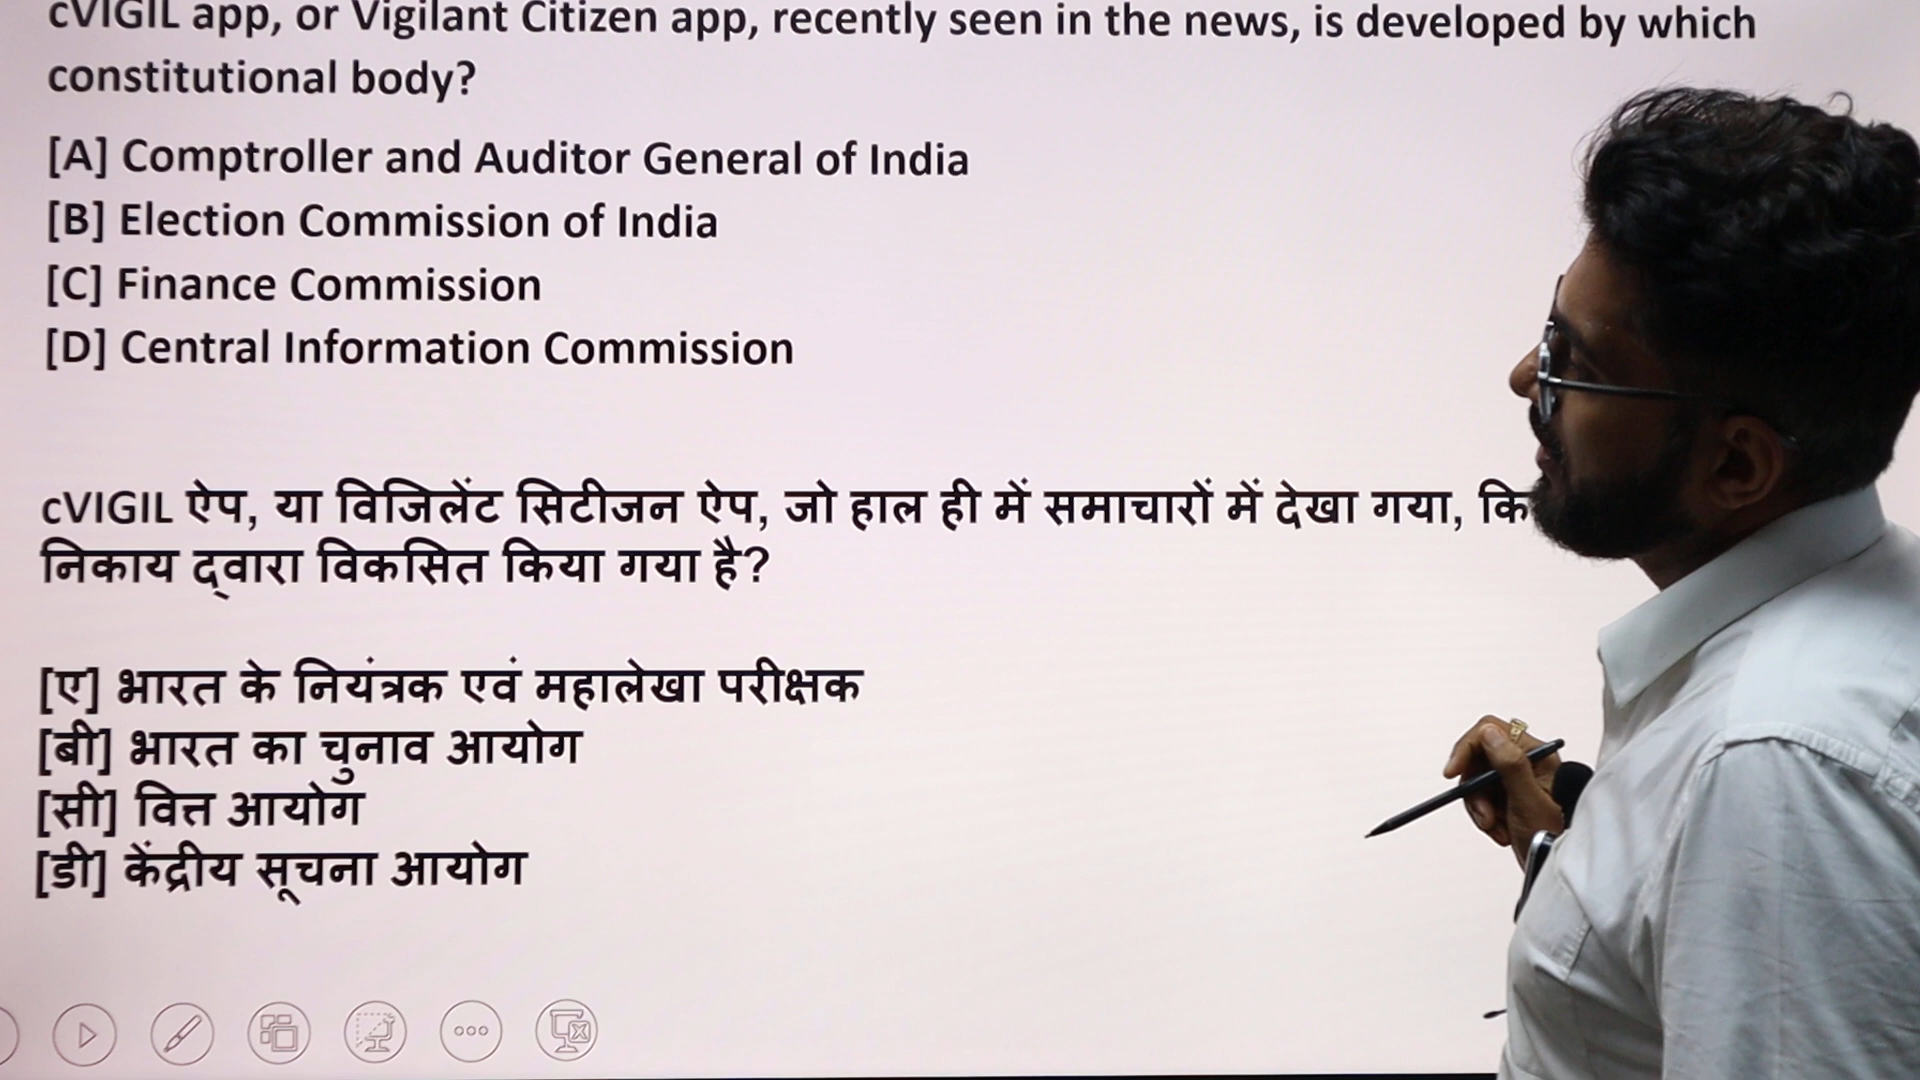 cVIGIL app, or Vigilant Citizen app, recently seen in the news, is developed by which
constitutional body?
[A] Comptroller and Auditor General of India
[B] Election Commission of India
[C] Finance Commission
[D] Central Information Commission
cVIGIL ऐप, या विजिलेंट सिटीजन ऐप, जो हाल ही में समाचारों में देखा गया,
निकाय द्वारा विकसित किया गया है?
[ए] भारत के नियंत्रक एवं महालेखा परीक्षक
[बी] भारत का चुनाव आयोग
[सी] वित्त आयोग
[डी] केंद्रीय सूचना आयोग